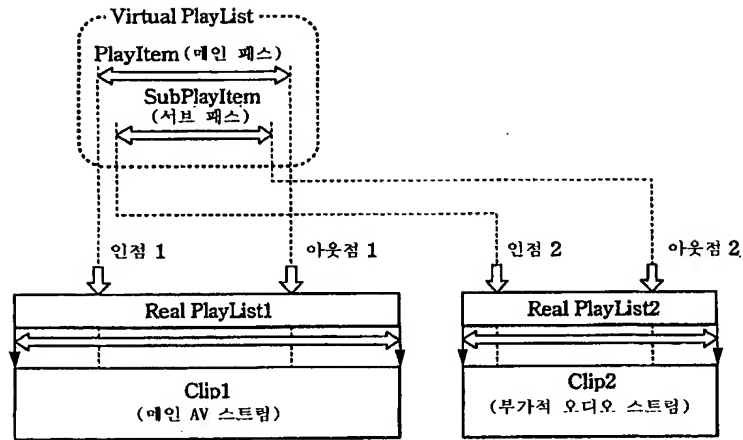 Virtual PlayList
PlayItem (메인 패스)
SubPlayItem
(서브 패스)
인점 1
아웃점 1
인점 2
아웃점 2
Real PlayList1
Real PlayList2
Clip1
(메인 AV 스트림)
Clip2
(부가적 오디오 스트림)